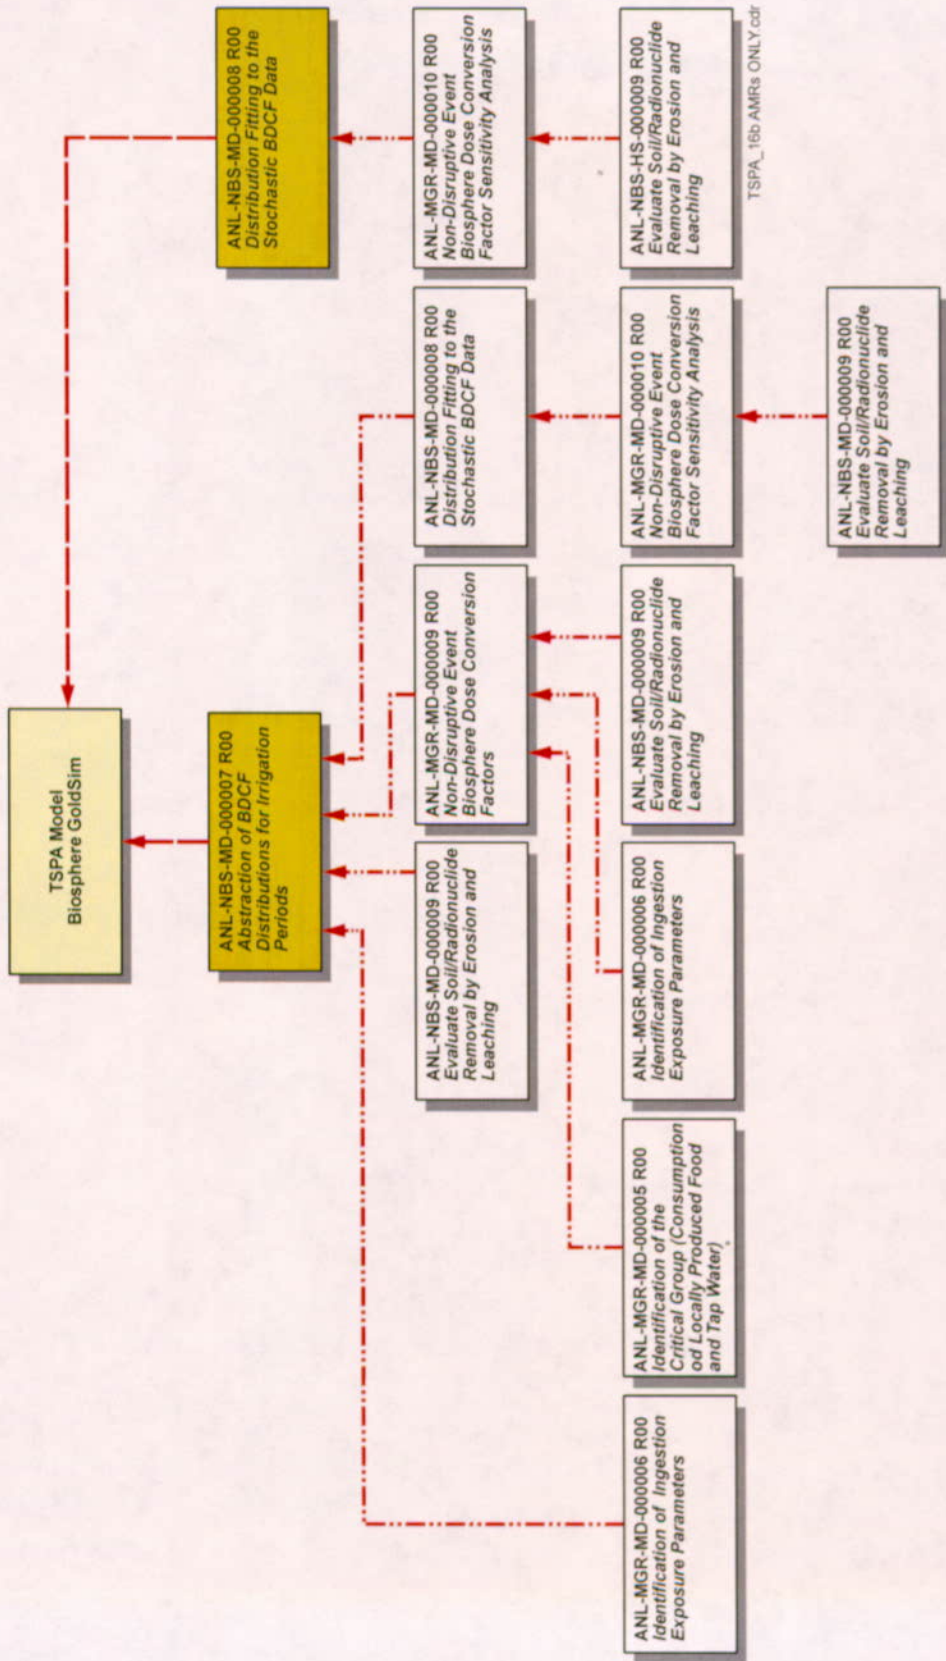 TSPA Model
Biosphere GoldSim
ANL-NBS-MD-000007 R00
Abstraction of BDCF
Distributions for Irrigation
Periods
ANL-NBS-MD-000008 R00
Distribution Fitting to the
Stochastic BDCF Data
ANL-NBS-MD-000009 R00
Evaluate Soil/Radionuclide
Removal by Erosion and
Leaching
ANL-MGR-MD-000009 R00
Non-Disruptive Event
Biosphere Dose Conversion
Factors
ANL-NBS-MD-000008 R00
Distribution Fitting to the
Stochastic BDCF Data
ANL-MGR-MD-000010 R00
Non-Disruptive Event
Biosphere Dose Conversion
Factor Sensitivity Analysis
ANL-MGR-MD-000006 R00
Identification of Ingestion
Exposure Parameters
ANL-MGR-MD-000005 R00
Identification of the
Critical Group (Consumption
od Locally Produced Food
and Tap Water)
ANL-MGR-MD-000006 R00
Identification of Ingestion
Exposure Parameters
ANL-NBS-MD-000009 R00
Evaluate Soil/Radionuclide
Removal by Erosion and
Leaching
ANL-MGR-MD-000010 R00
Non-Disruptive Event
Biosphere Dose Conversion
Factor Sensitivity Analysis
ANL-NBS-HS-000009 R00
Evaluate Soil/Radionuclide
Removal by Erosion and
Leaching
ANL-NBS-MD-000009 R00
Evaluate Soil/Radionuclide
Removal by Erosion and
Leaching
TSPA_16b AMRs ONLY.cdr